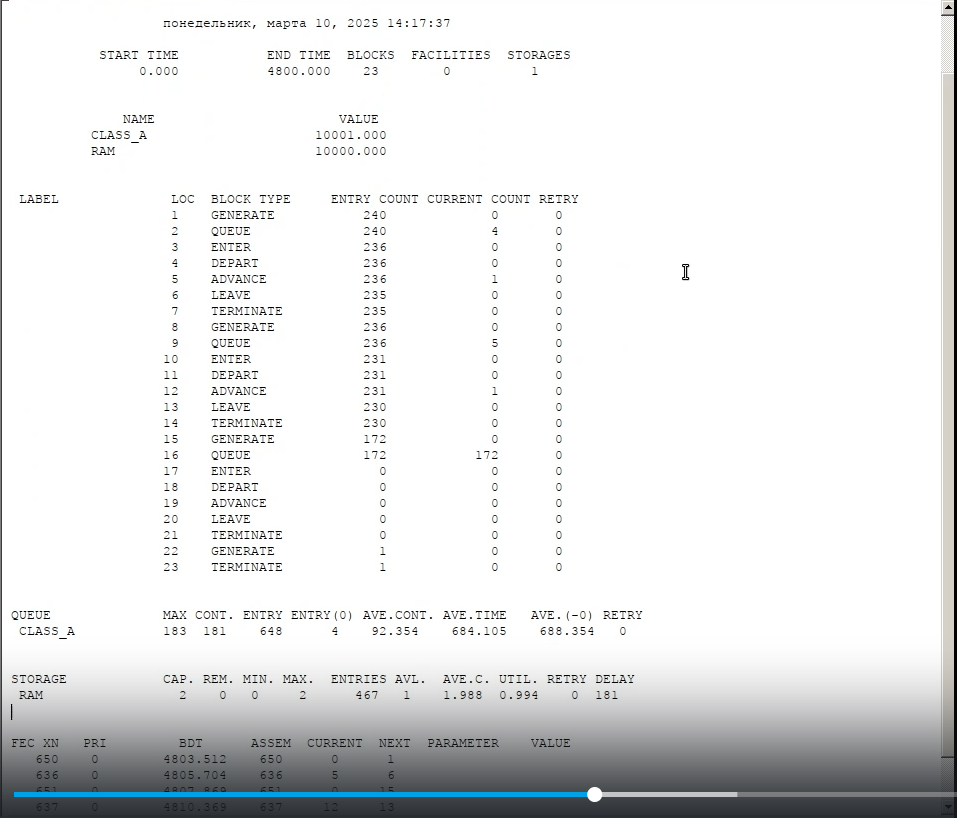 понедельник, марта 10, 2025 14:17:37
START TIME END TIME BLOCKS FACILITIES STORAGES
0.000 4800.000 23 0 1
NAME VALUE
CLASS_A 10001.000
RAM 10000.000
LABEL LOC BLOCK TYPE ENTRY COUNT CURRENT COUNT RETRY
1 GENERATE 240 0 0
2 QUEUE 240 4 0
3 ENTER 236 0 0
4 DEPART 236 0 0
5 ADVANCE 236 1 0
6 LEAVE 235 0 0
7 TERMINATE 235 0 0
8 GENERATE 236 0 0
9 QUEUE 236 5 0
10 ENTER 231 0 0
11 DEPART 231 0 0
12 ADVANCE 231 1 0
13 LEAVE 230 0 0
14 TERMINATE 230 0 0
15 GENERATE 172 0 0
16 QUEUE 172 172 0
17 ENTER 0 0 0
18 DEPART 0 0 0
19 ADVANCE 0 0 0
20 LEAVE 0 0 0
21 TERMINATE 0 0 0
22 GENERATE 1 0 0
23 TERMINATE 1 0 0
QUEUE MAX CONT. ENTRY ENTRY(0) AVE.CONT. AVE.TIME AVE.(-0) RETRY
CLASS_A 183 181 648 4 92.354 684.105 688.354 0
STORAGE CAP. REM. MIN. MAX. ENTRIES AVL. AVE.C. UTIL. RETRY DELAY
RAM 2 0 0 2 467 1 1.988 0.994 0 181
FEC XN PRI BDT ASSEM CURRENT NEXT PARAMETER VALUE
650 0 4803.512 650 0 1
636 0 4805.704 636 5 6
651 0 4807.869 651 0 15
637 0 4810.369 637 12 13